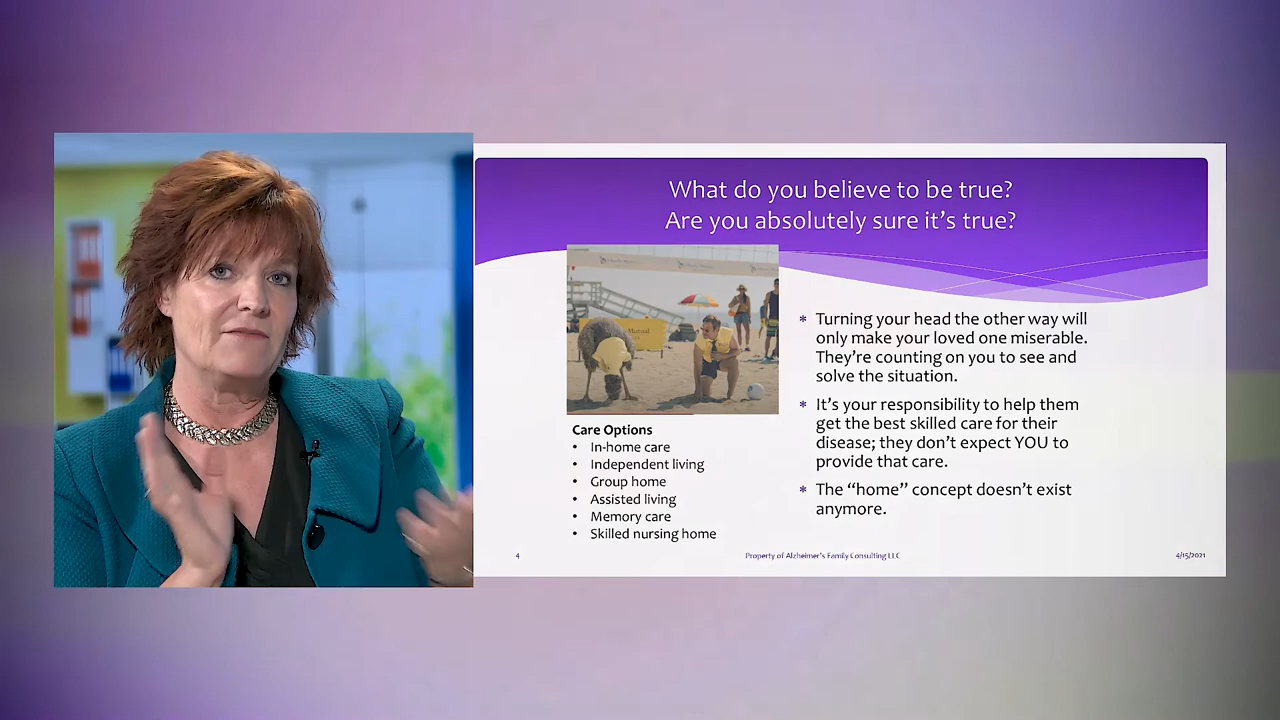 What do you believe to be true?
Are you absolutely sure it's true?
* Turning your head the other way will
only make your loved one miserable.
They're counting on you to see and
solve the situation.
* It's your responsibility to help them
get the best skilled care for their
disease; they don't expect YOU to
provide that care.
* The “home” concept doesn't exist
anymore.
Care Options
• In-home care
• Independent living
• Group home
• Assisted living
• Memory care
• Skilled nursing home
4
Property of Alzheimer's Family Consulting LLC
4/15/2021